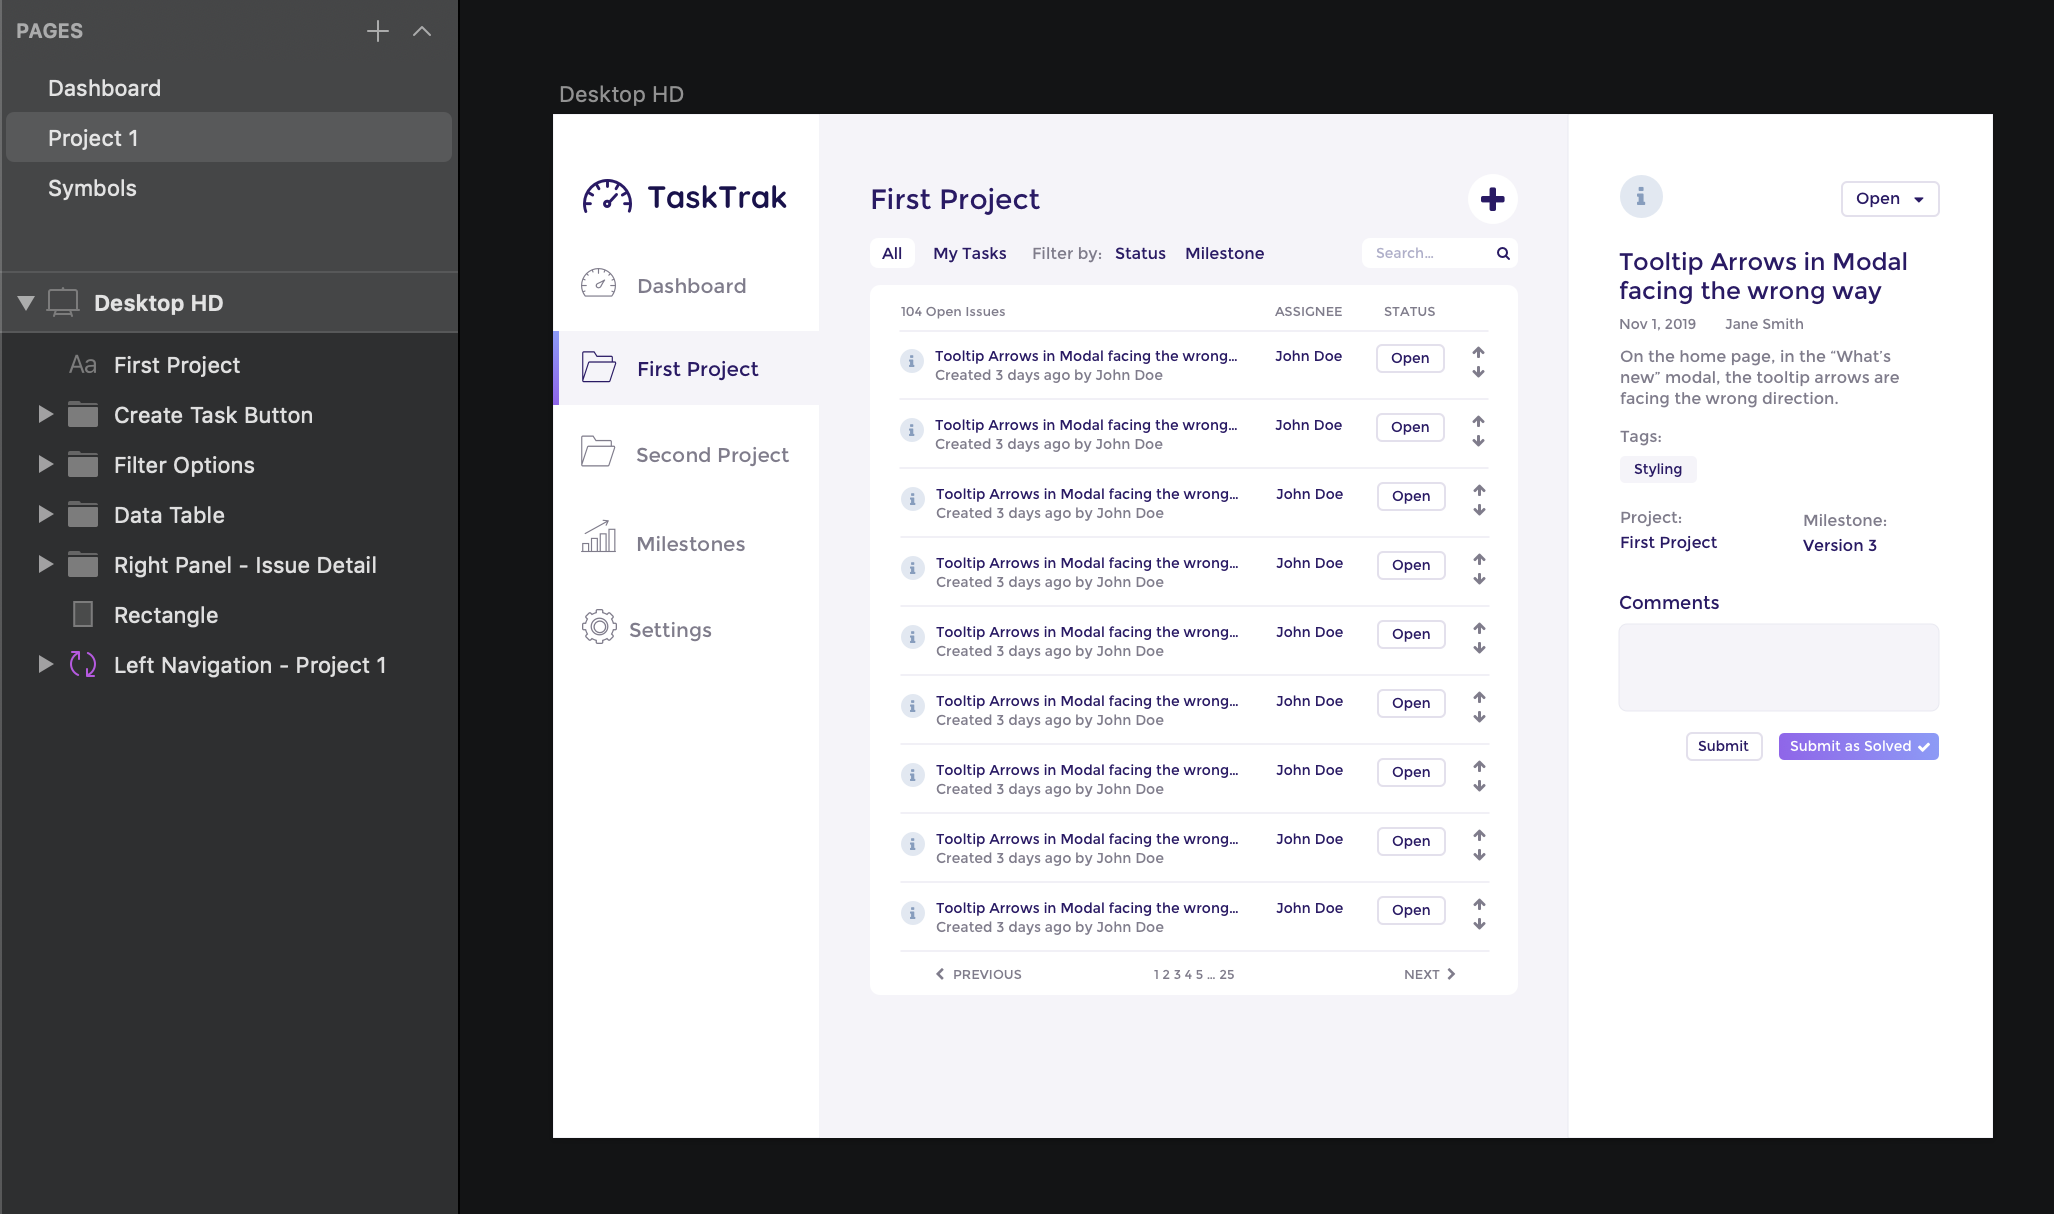 PAGES
Dashboard
Project 1
Symbols
Desktop HD
Aa First Project
Create Task Button
Filter Options
Data Table
Right Panel - Issue Detail
Rectangle
Left Navigation - Project 1
Desktop HD
TaskTrak
Dashboard
First Project
Second Project
Milestones
Settings
First Project
All My Tasks Filter by: Status Milestone Search...
104 Open Issues ASSIGNEE STATUS
Tooltip Arrows in Modal facing the wrong... John Doe Open
Created 3 days ago by John Doe
Tooltip Arrows in Modal facing the wrong... John Doe Open
Created 3 days ago by John Doe
Tooltip Arrows in Modal facing the wrong... John Doe Open
Created 3 days ago by John Doe
Tooltip Arrows in Modal facing the wrong... John Doe Open
Created 3 days ago by John Doe
Tooltip Arrows in Modal facing the wrong... John Doe Open
Created 3 days ago by John Doe
Tooltip Arrows in Modal facing the wrong... John Doe Open
Created 3 days ago by John Doe
Tooltip Arrows in Modal facing the wrong... John Doe Open
Created 3 days ago by John Doe
Tooltip Arrows in Modal facing the wrong... John Doe Open
Created 3 days ago by John Doe
Tooltip Arrows in Modal facing the wrong... John Doe Open
Created 3 days ago by John Doe
PREVIOUS 1 2 3 4 5 ... 25 NEXT
i Open
Tooltip Arrows in Modal
facing the wrong way
Nov 1, 2019 Jane Smith
On the home page, in the “What’s
new” modal, the tooltip arrows are
facing the wrong direction.
Tags:
Styling
Project: Milestone:
First Project Version 3
Comments
Submit Submit as Solved